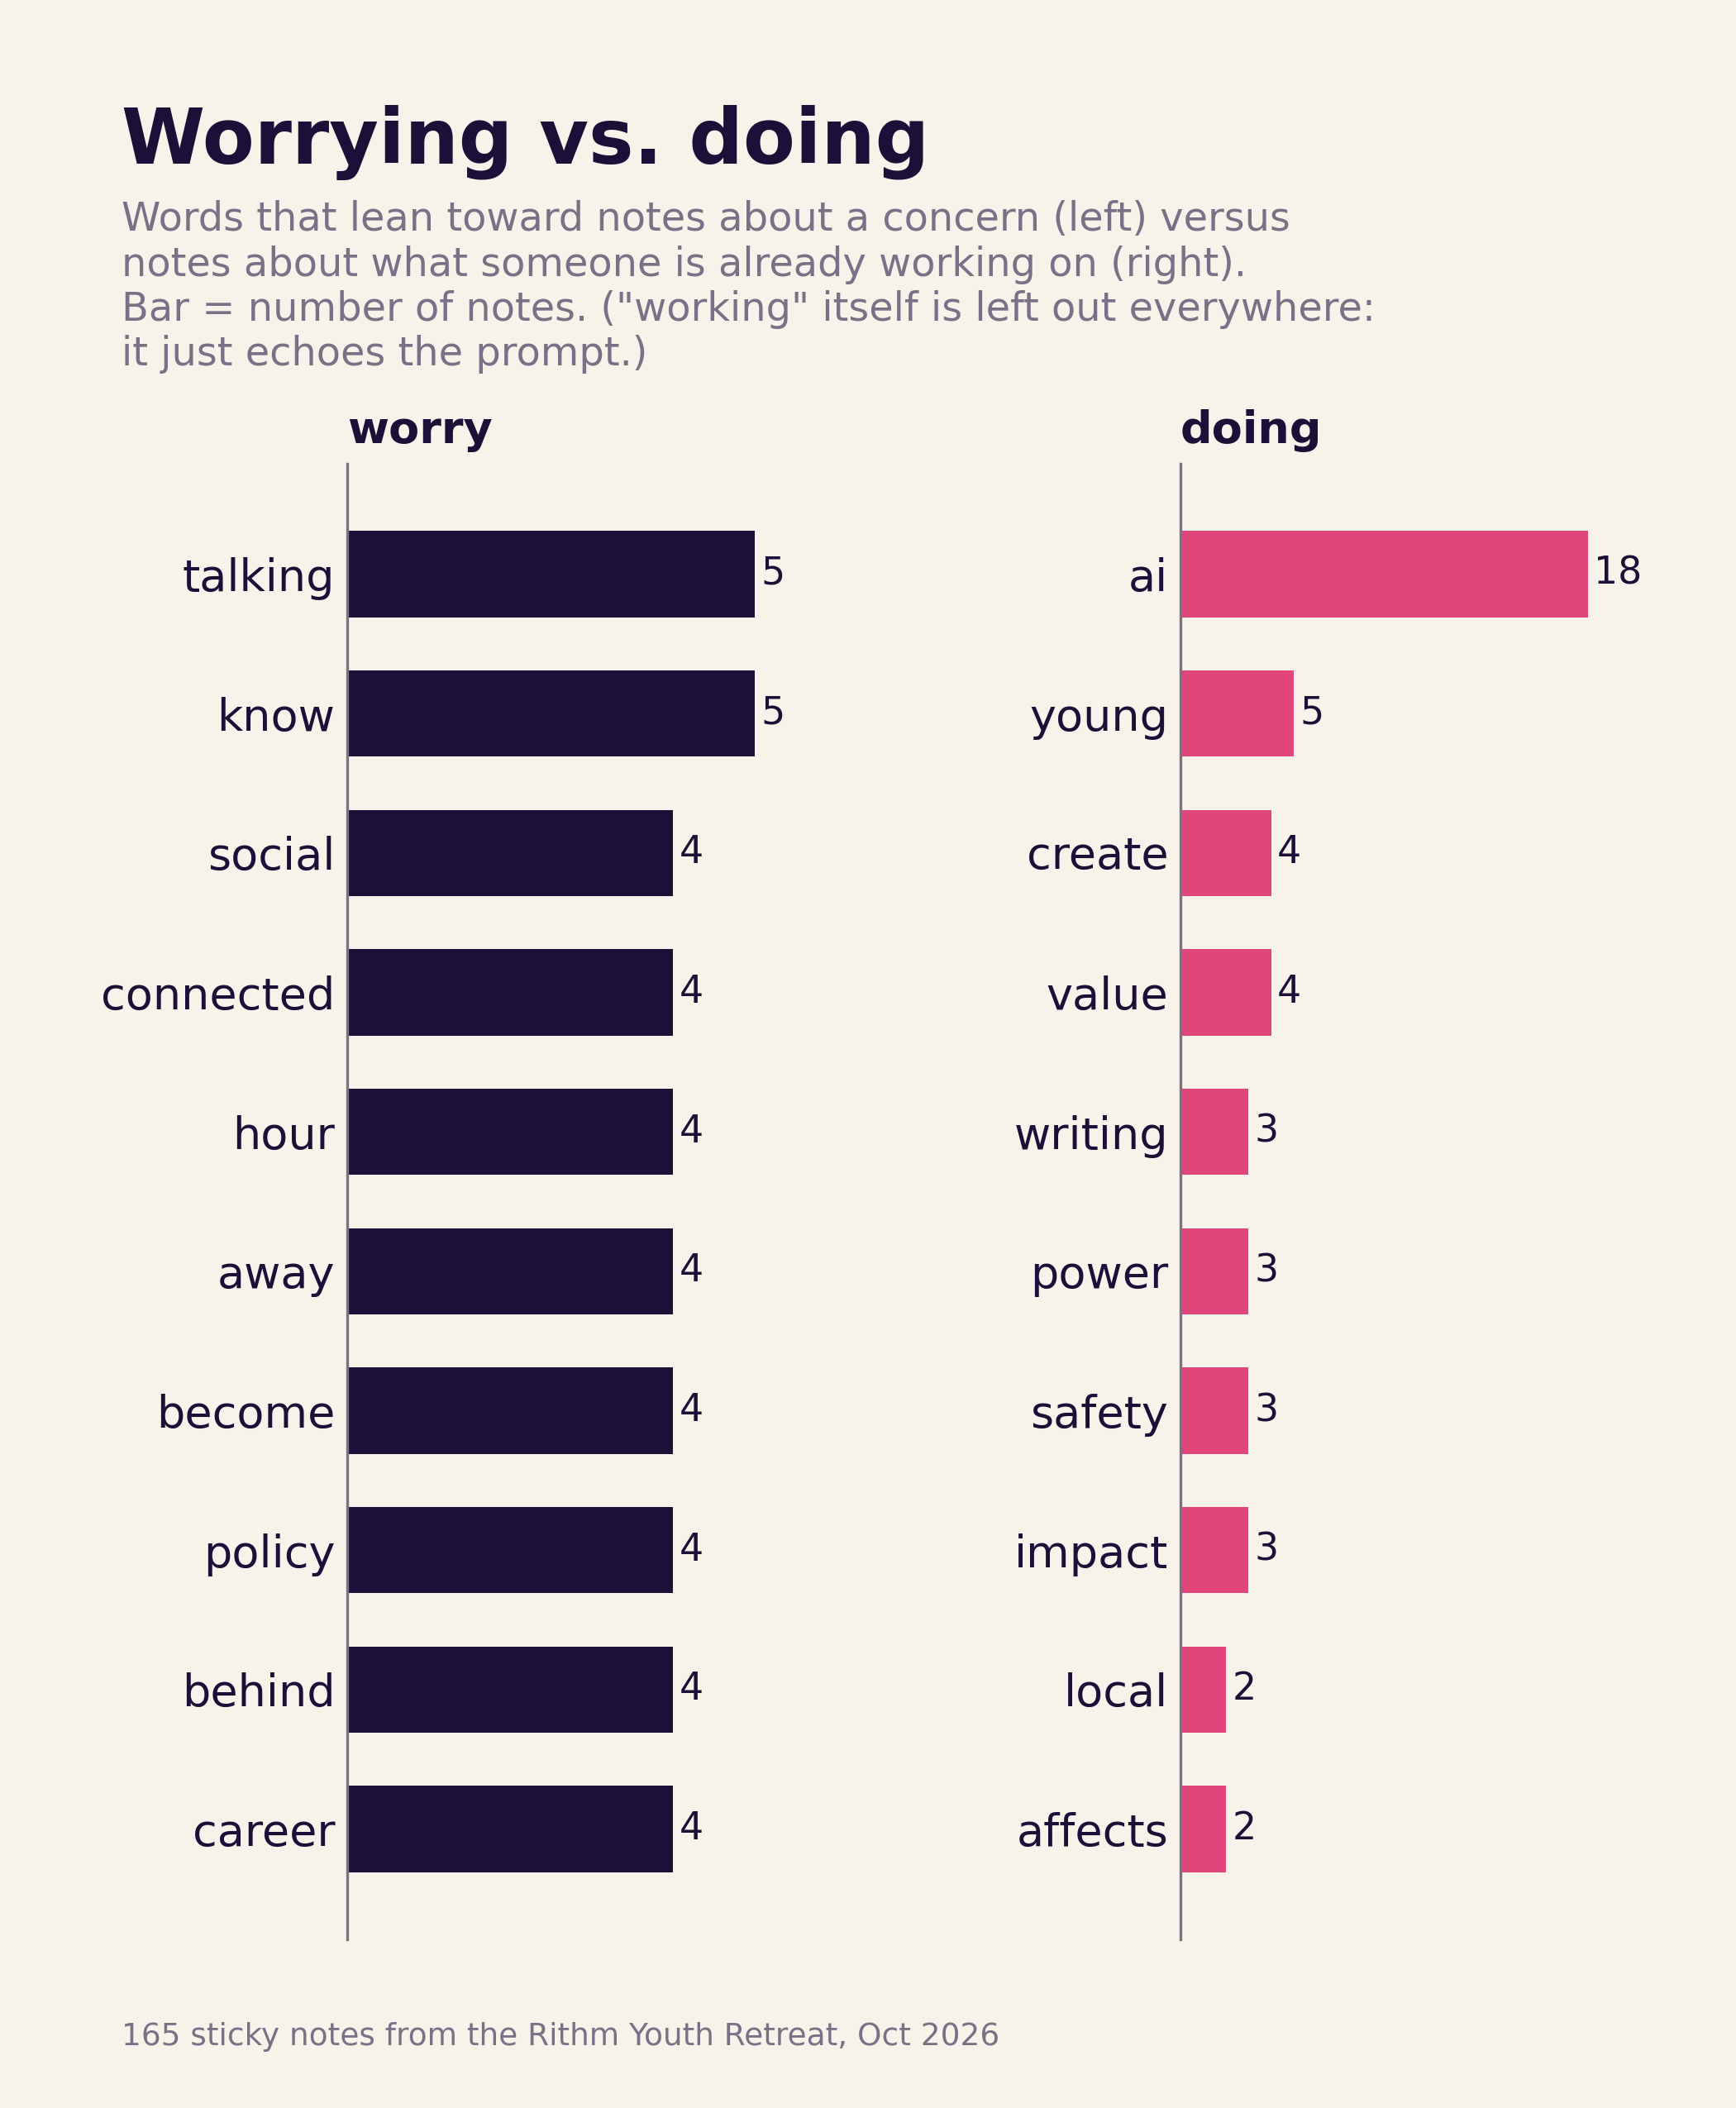 Worrying vs. doing
Words that lean toward notes about a concern (left) versus
notes about what someone is already working on (right).
Bar = number of notes. ("working" itself is left out everywhere:
it just echoes the prompt.)
worry
talking 5
know 5
social 4
connected 4
hour 4
away 4
become 4
policy 4
behind 4
career 4
doing
ai 18
young 5
create 4
value 4
writing 3
power 3
safety 3
impact 3
local 2
affects 2
165 sticky notes from the Rithm Youth Retreat, Oct 2026